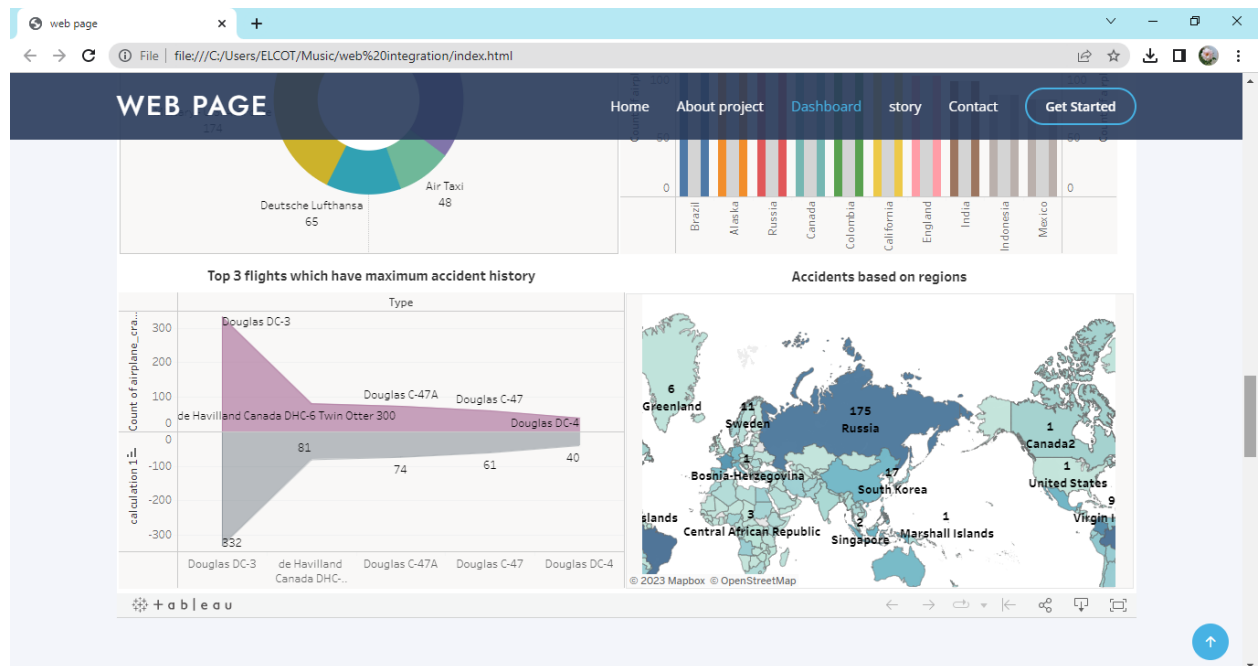 web page
File
file:///C:/Users/ELCOT/Music/web%20integration/index.html
WEB PAGE
Home
About project
Dashboard
story
Contact
Get Started
174
Air Taxi
48
Deutsche Lufthansa
65
100
50
0
Brazil
Alaska
Russia
Canada
Colombia
California
England
India
Indonesia
Mexico
100
50
0
Top 3 flights which have maximum accident history
Type
Count of airplane_cra...
300
200
100
0
Douglas DC-3
de Havilland Canada DHC-6 Twin Otter 300
Douglas C-47A
Douglas C-47
Douglas DC-4
calculation 1
0
-100
-200
-300
332
81
74
61
40
Douglas DC-3
de Havilland
Canada DHC-..
Douglas C-47A
Douglas C-47
Douglas DC-4
Accidents based on regions
6
Greenland
11
Sweden
175
Russia
1
Canada2
1
Bosnia-Herzegovina
17
South Korea
1
United States
9
Virgin I
slands
3
Central African Republic
2
Singapore
1
Marshall Islands
© 2023 Mapbox © OpenStreetMap
+ a b | e a u